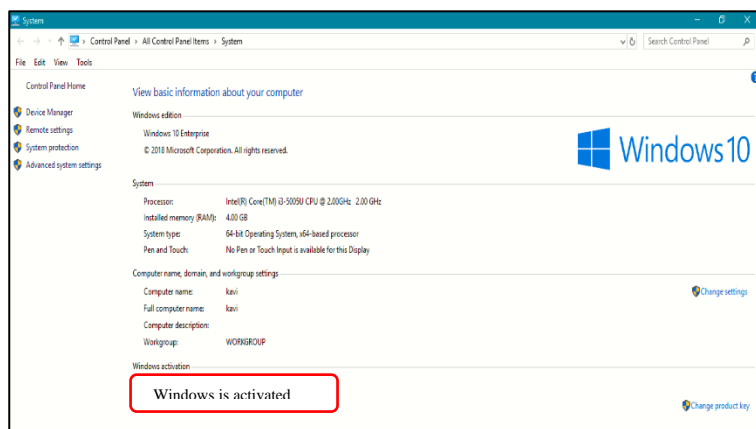 System
Control Panel › All Control Panel Items › System
Search Control Panel
File Edit View Tools
Control Panel Home
Device Manager
Remote settings
System protection
Advanced system settings
View basic information about your computer
Windows edition
Windows 10 Enterprise
© 2018 Microsoft Corporation. All rights reserved.
Windows 10
System
Processor: Intel(R) Core(TM) i3-5005U CPU @ 2.00GHz 2.00 GHz
Installed memory (RAM): 4.00 GB
System type: 64-bit Operating System, x64-based processor
Pen and Touch: No Pen or Touch Input is available for this Display
Computer name, domain, and workgroup settings
Computer name: kavi
Change settings
Full computer name: kavi
Computer description:
Workgroup: WORKGROUP
Windows activation
Windows is activated
Change product key